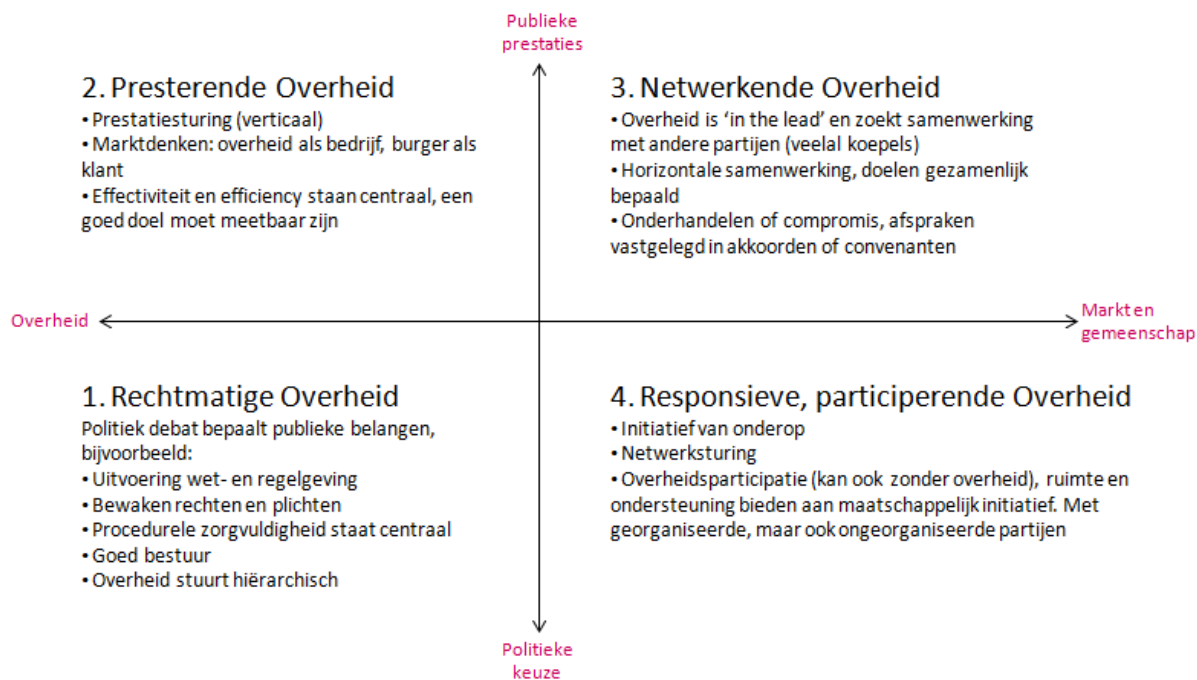 Publieke
prestaties
2. Presterende Overheid
• Prestatiesturing (verticaal)
• Marktdenken: overheid als bedrijf, burger als
klant
• Effectiviteit en efficiency staan centraal, een
goed doel moet meetbaar zijn
3. Netwerkende Overheid
• Overheid is ‘in the lead’ en zoekt samenwerking
met andere partijen (veelal koepels)
• Horizontale samenwerking, doelen gezamenlijk
bepaald
• Onderhandelen of compromis, afspraken
vastgelegd in akkoorden of convenanten
Overheid
Markt en
gemeenschap
1. Rechtmatige Overheid
Politiek debat bepaalt publieke belangen,
bijvoorbeeld:
• Uitvoering wet- en regelgeving
• Bewaken rechten en plichten
• Procedurele zorgvuldigheid staat centraal
• Goed bestuur
• Overheid stuurt hiërarchisch
4. Responsieve, participerende Overheid
• Initiatief van onderop
• Netwerksturing
• Overheidsparticipatie (kan ook zonder overheid), ruimte en
ondersteuning bieden aan maatschappelijk initiatief. Met
georganiseerde, maar ook ongeorganiseerde partijen
Politieke
keuze